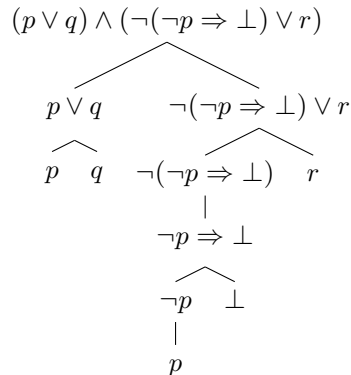 (p ∨ q) ∧ (¬(¬p ⇒ ⊥) ∨ r)
p ∨ q ¬(¬p ⇒ ⊥) ∨ r
p q ¬(¬p ⇒ ⊥) r
¬p ⇒ ⊥
¬p ⊥
p